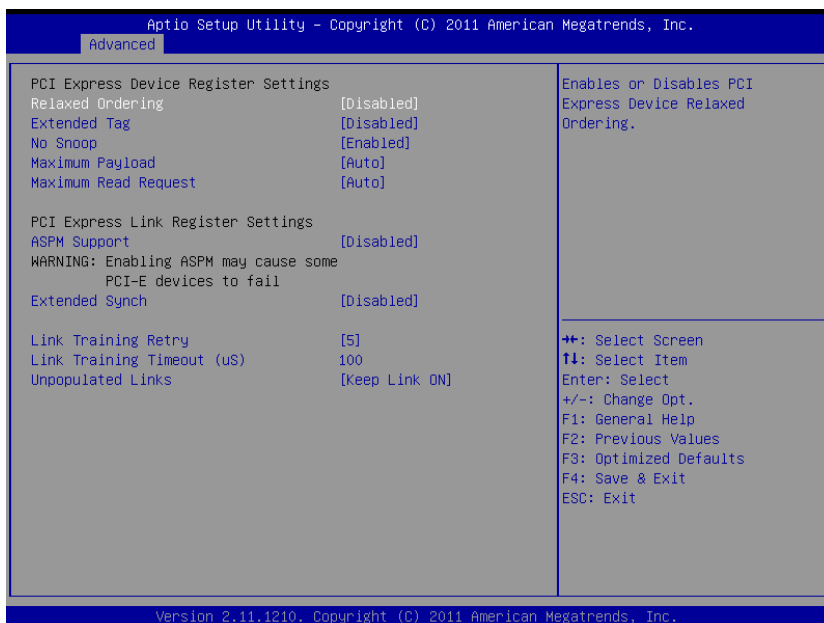 Aptio Setup Utility – Copyright (C) 2011 American Megatrends, Inc.
Advanced
PCI Express Device Register Settings
Relaxed Ordering [Disabled]
Extended Tag [Disabled]
No Snoop [Enabled]
Maximum Payload [Auto]
Maximum Read Request [Auto]
PCI Express Link Register Settings
ASPM Support [Disabled]
WARNING: Enabling ASPM may cause some
PCI-E devices to fail
Extended Synch [Disabled]
Link Training Retry [5]
Link Training Timeout (uS) 100
Unpopulated Links [Keep Link ON]
Enables or Disables PCI
Express Device Relaxed
Ordering.
→←: Select Screen
↑↓: Select Item
Enter: Select
+/-: Change Opt.
F1: General Help
F2: Previous Values
F3: Optimized Defaults
F4: Save & Exit
ESC: Exit
Version 2.11.1210. Copyright (C) 2011 American Megatrends, Inc.